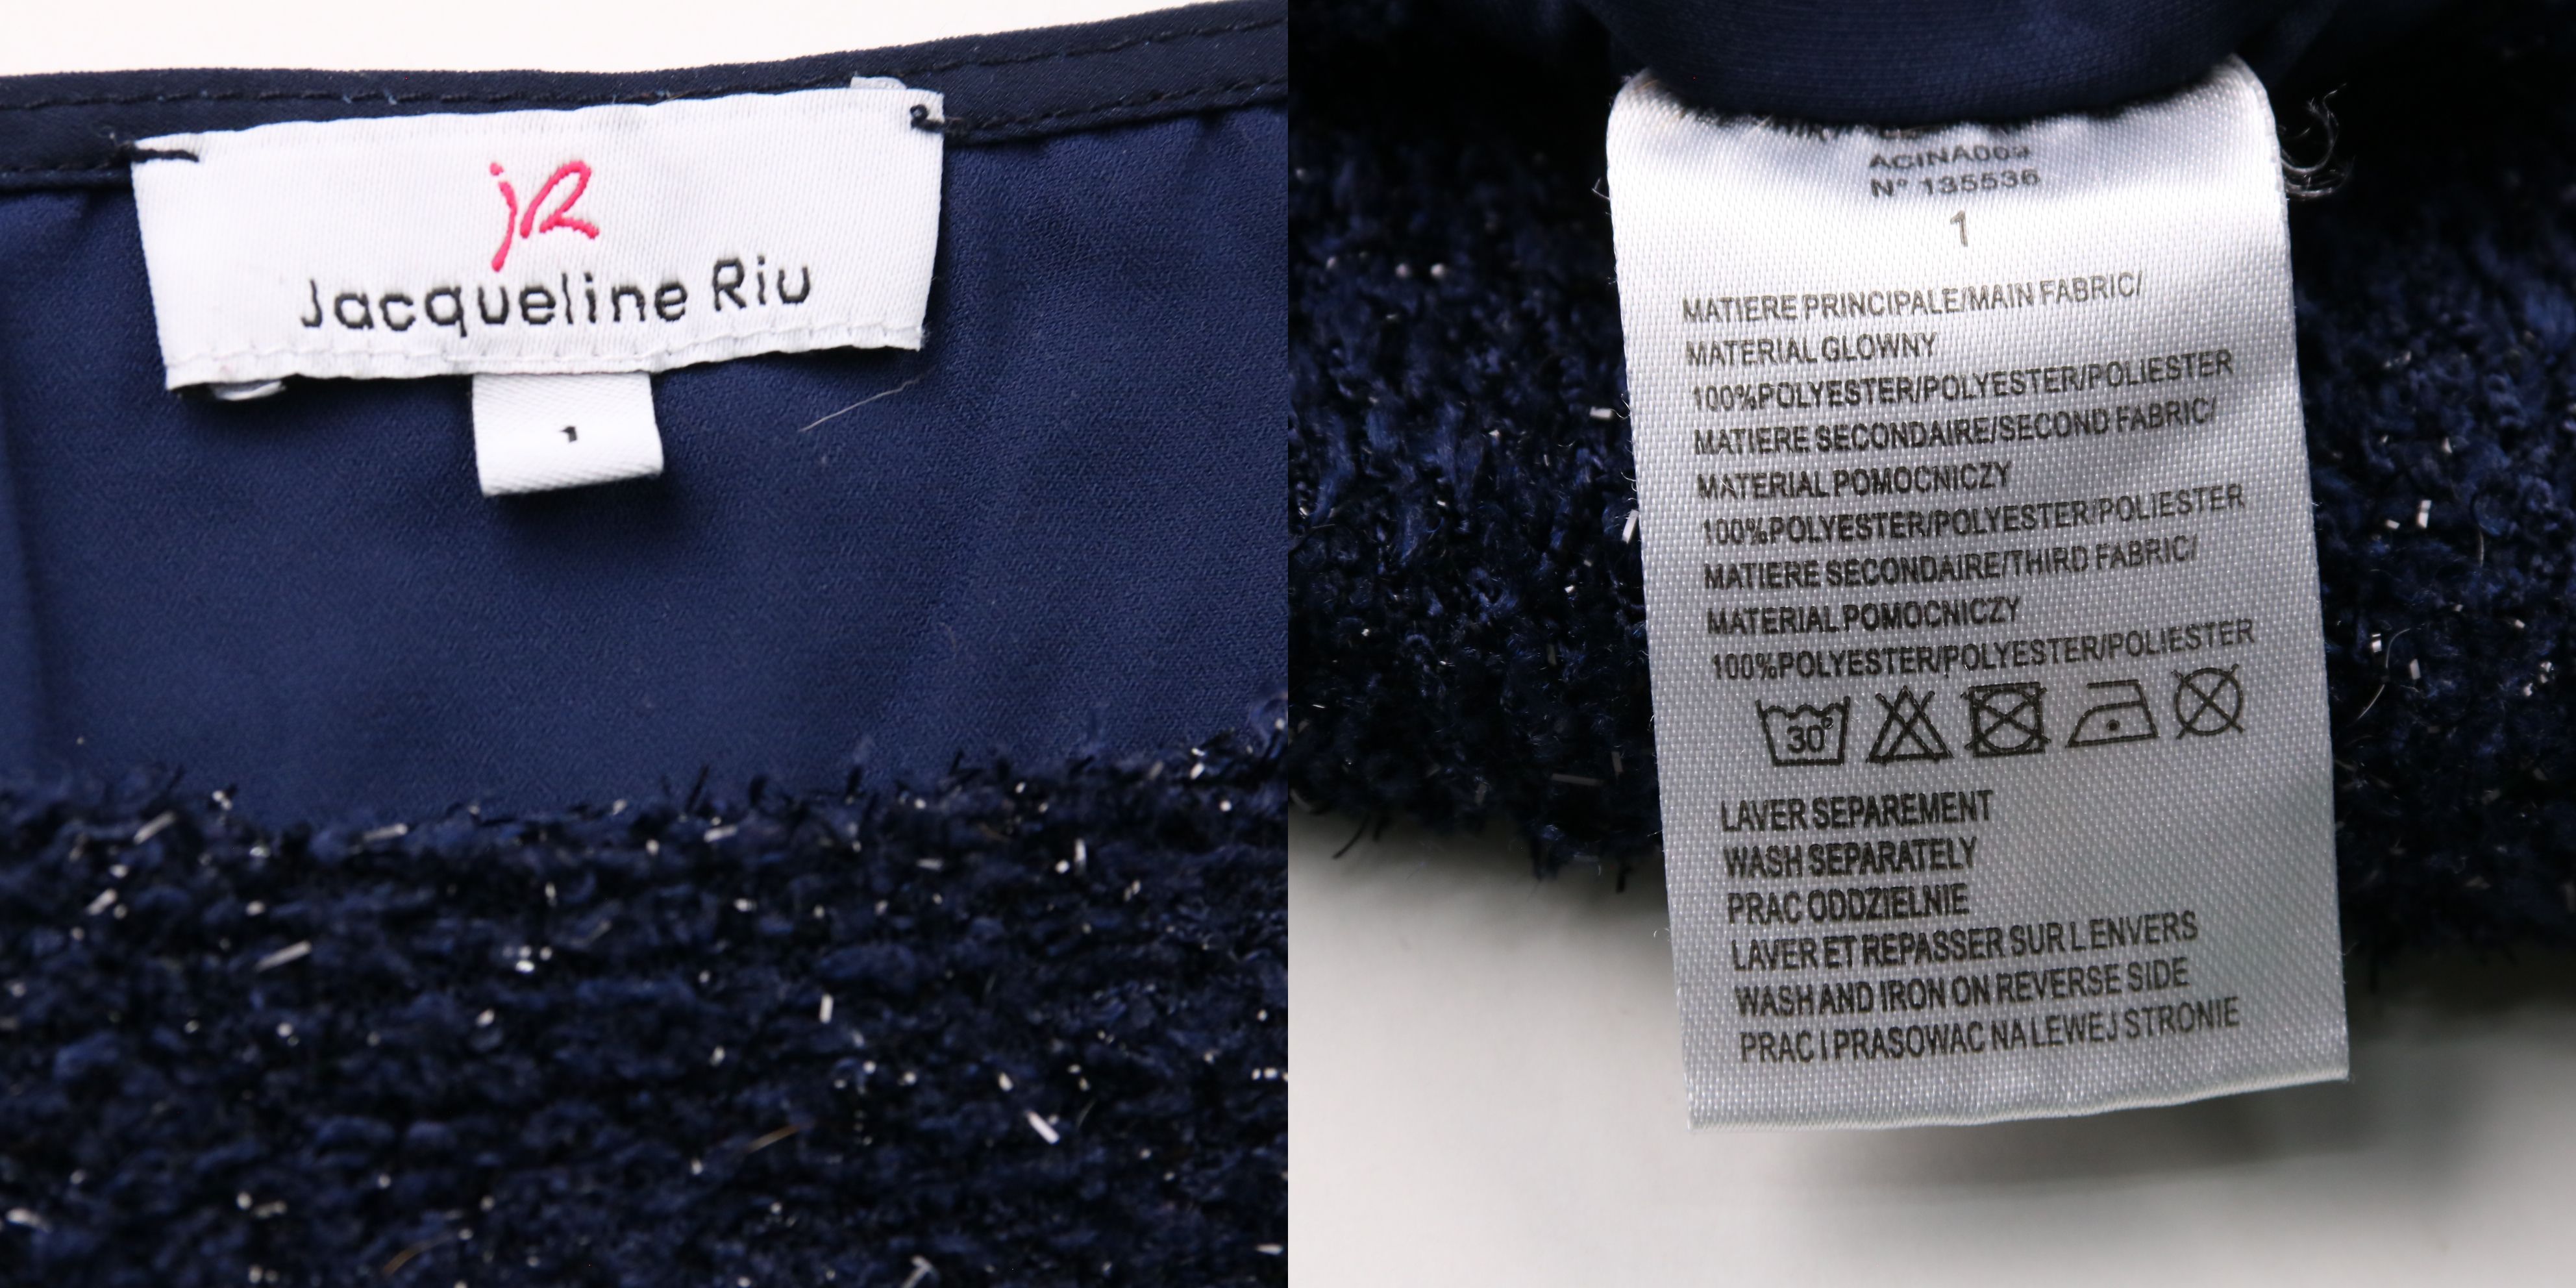 jR
Jacqueline Riu
1
N° 135536
1
MATIERE PRINCIPALE/MAIN FABRIC/
MATERIAL GLOWNY
100%POLYESTER/POLYESTER/POLIESTER
MATIERE SECONDAIRE/SECOND FABRIC/
MATERIAL POMOCNICZY
100%POLYESTER/POLYESTER/POLIESTER
MATIERE SECONDAIRE/THIRD FABRIC/
MATERIAL POMOCNICZY
100%POLYESTER/POLYESTER/POLIESTER
30°
LAVER SEPAREMENT
WASH SEPARATELY
PRAC ODDZIELNIE
LAVER ET REPASSER SUR L ENVERS
WASH AND IRON ON REVERSE SIDE
PRAC I PRASOWAC NA LEWEJ STRONIE